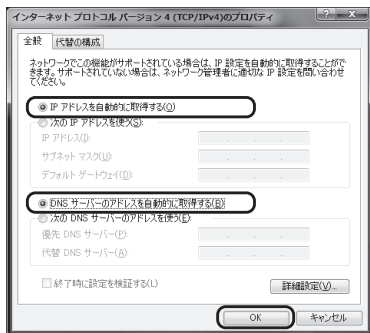 インターネット プロトコル バージョン 4 (TCP/IPv4)のプロパティ
全般 代替の構成
ネットワークでこの機能がサポートされている場合は、IP 設定を自動的に取得することがで
きます。サポートされていない場合は、ネットワーク管理者に適切な IP 設定を問い合わせ
てください。
IP アドレスを自動的に取得する(O)
次の IP アドレスを使う(S):
IP アドレス(I):
サブネット マスク(U):
デフォルト ゲートウェイ(D):
DNS サーバーのアドレスを自動的に取得する(B)
次の DNS サーバーのアドレスを使う(E):
優先 DNS サーバー(P):
代替 DNS サーバー(A):
終了時に設定を検証する(L)
詳細設定(V)...
OK キャンセル